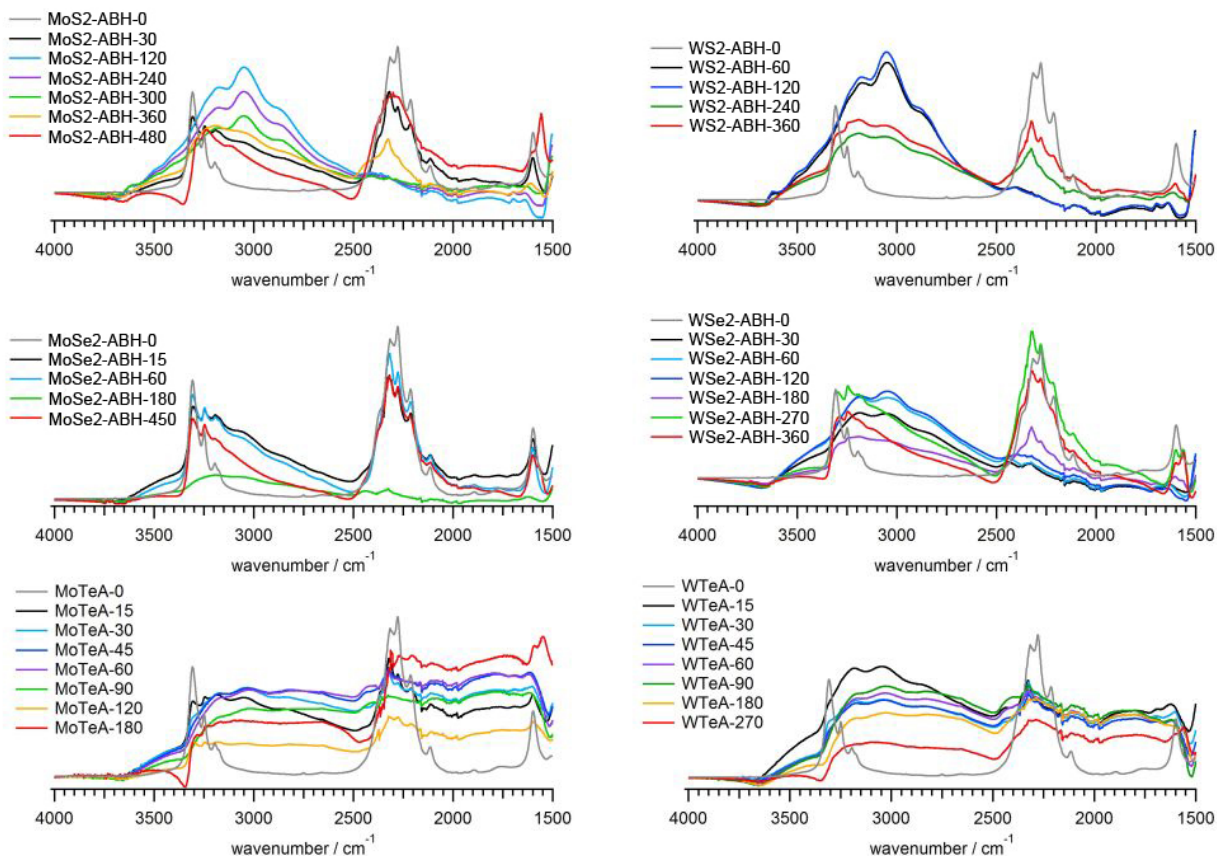 MoS2-ABH-0
MoS2-ABH-30
MoS2-ABH-120
MoS2-ABH-240
MoS2-ABH-300
MoS2-ABH-360
MoS2-ABH-480
4000 3500 3000 2500 2000 1500
wavenumber / cm-1
WS2-ABH-0
WS2-ABH-60
WS2-ABH-120
WS2-ABH-240
WS2-ABH-360
4000 3500 3000 2500 2000 1500
wavenumber / cm-1
MoSe2-ABH-0
MoSe2-ABH-15
MoSe2-ABH-60
MoSe2-ABH-180
MoSe2-ABH-450
4000 3500 3000 2500 2000 1500
wavenumber / cm-1
WSe2-ABH-0
WSe2-ABH-30
WSe2-ABH-60
WSe2-ABH-120
WSe2-ABH-180
WSe2-ABH-270
WSe2-ABH-360
4000 3500 3000 2500 2000 1500
wavenumber / cm-1
MoTeA-0
MoTeA-15
MoTeA-30
MoTeA-45
MoTeA-60
MoTeA-90
MoTeA-120
MoTeA-180
4000 3500 3000 2500 2000 1500
wavenumber / cm-1
WTeA-0
WTeA-15
WTeA-30
WTeA-45
WTeA-60
WTeA-90
WTeA-180
WTeA-270
4000 3500 3000 2500 2000 1500
wavenumber / cm-1